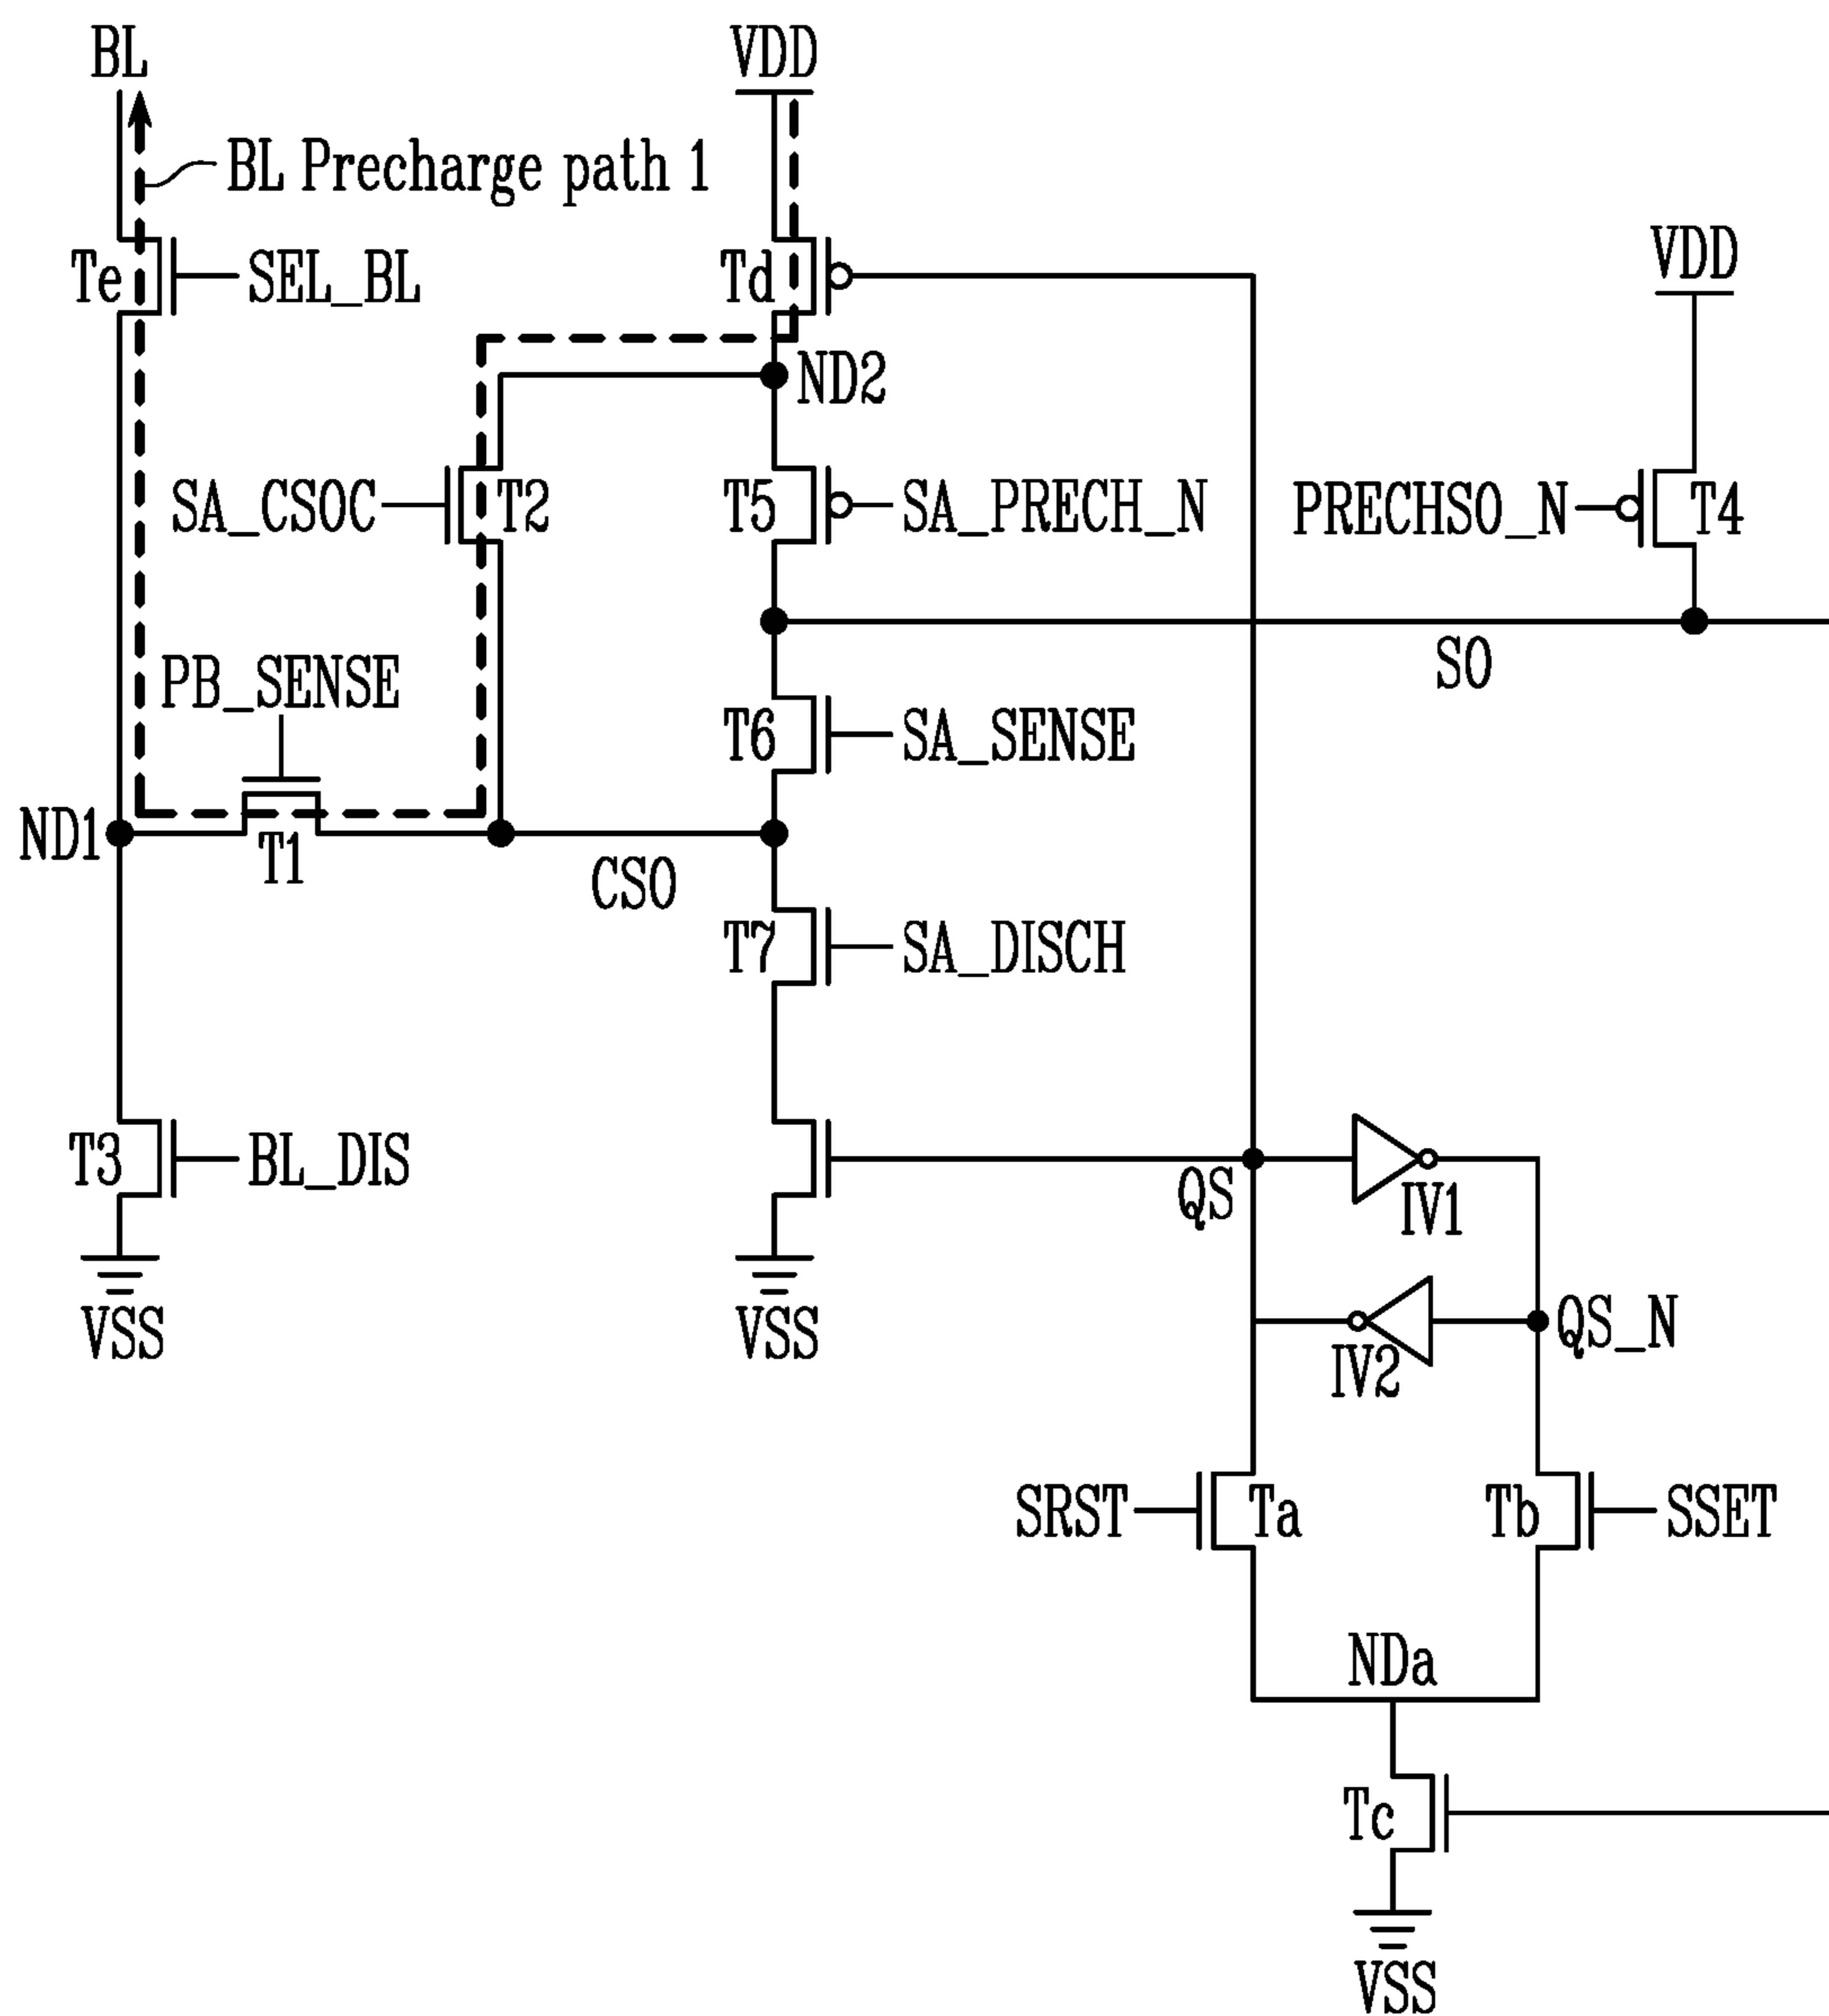 BL
VDD
BL Precharge path 1
Te
SEL_BL
Td
VDD
ND2
SA_CSOC
T2
T5
SA_PRECH_N
PRECHSO_N
T4
SO
PB_SENSE
T6
SA_SENSE
ND1
T1
CSO
T7
SA_DISCH
T3
BL_DIS
QS
IV1
VSS
VSS
IV2
QS_N
SRST
Ta
Tb
SSET
NDa
Tc
VSS